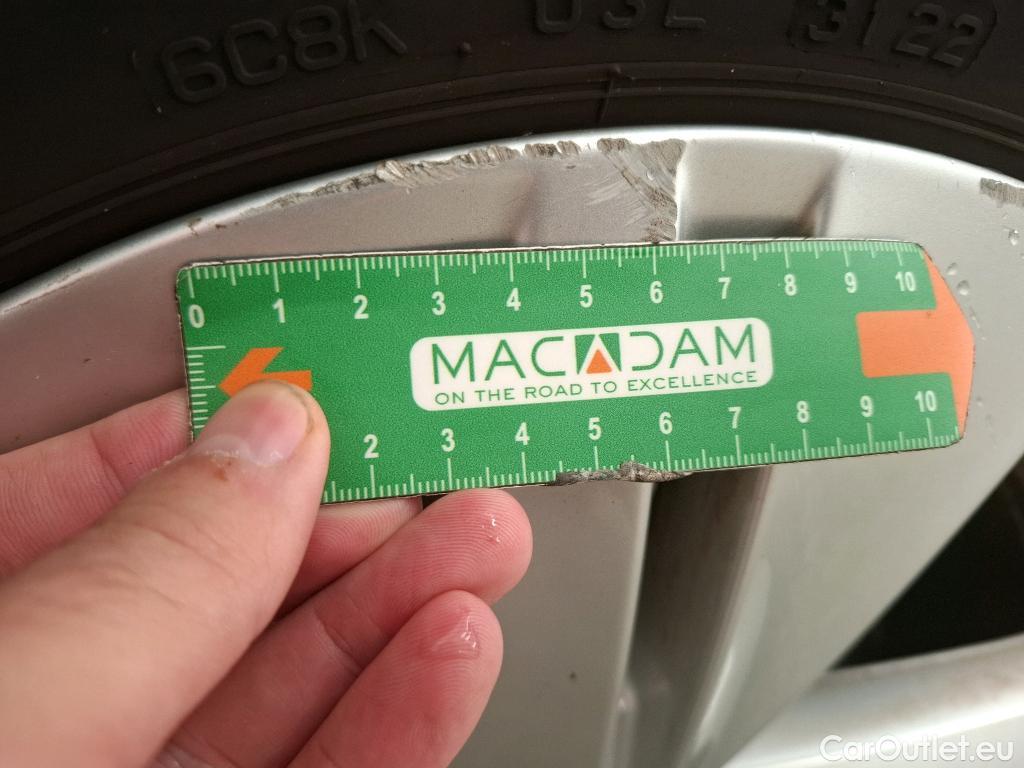 6C8k 03L 3122
0 1 2 3 4 5 6 7 8 9 10
MACADAM
ON THE ROAD TO EXCELLENCE
2 3 4 5 6 7 8 9 10
CarOutlet.eu